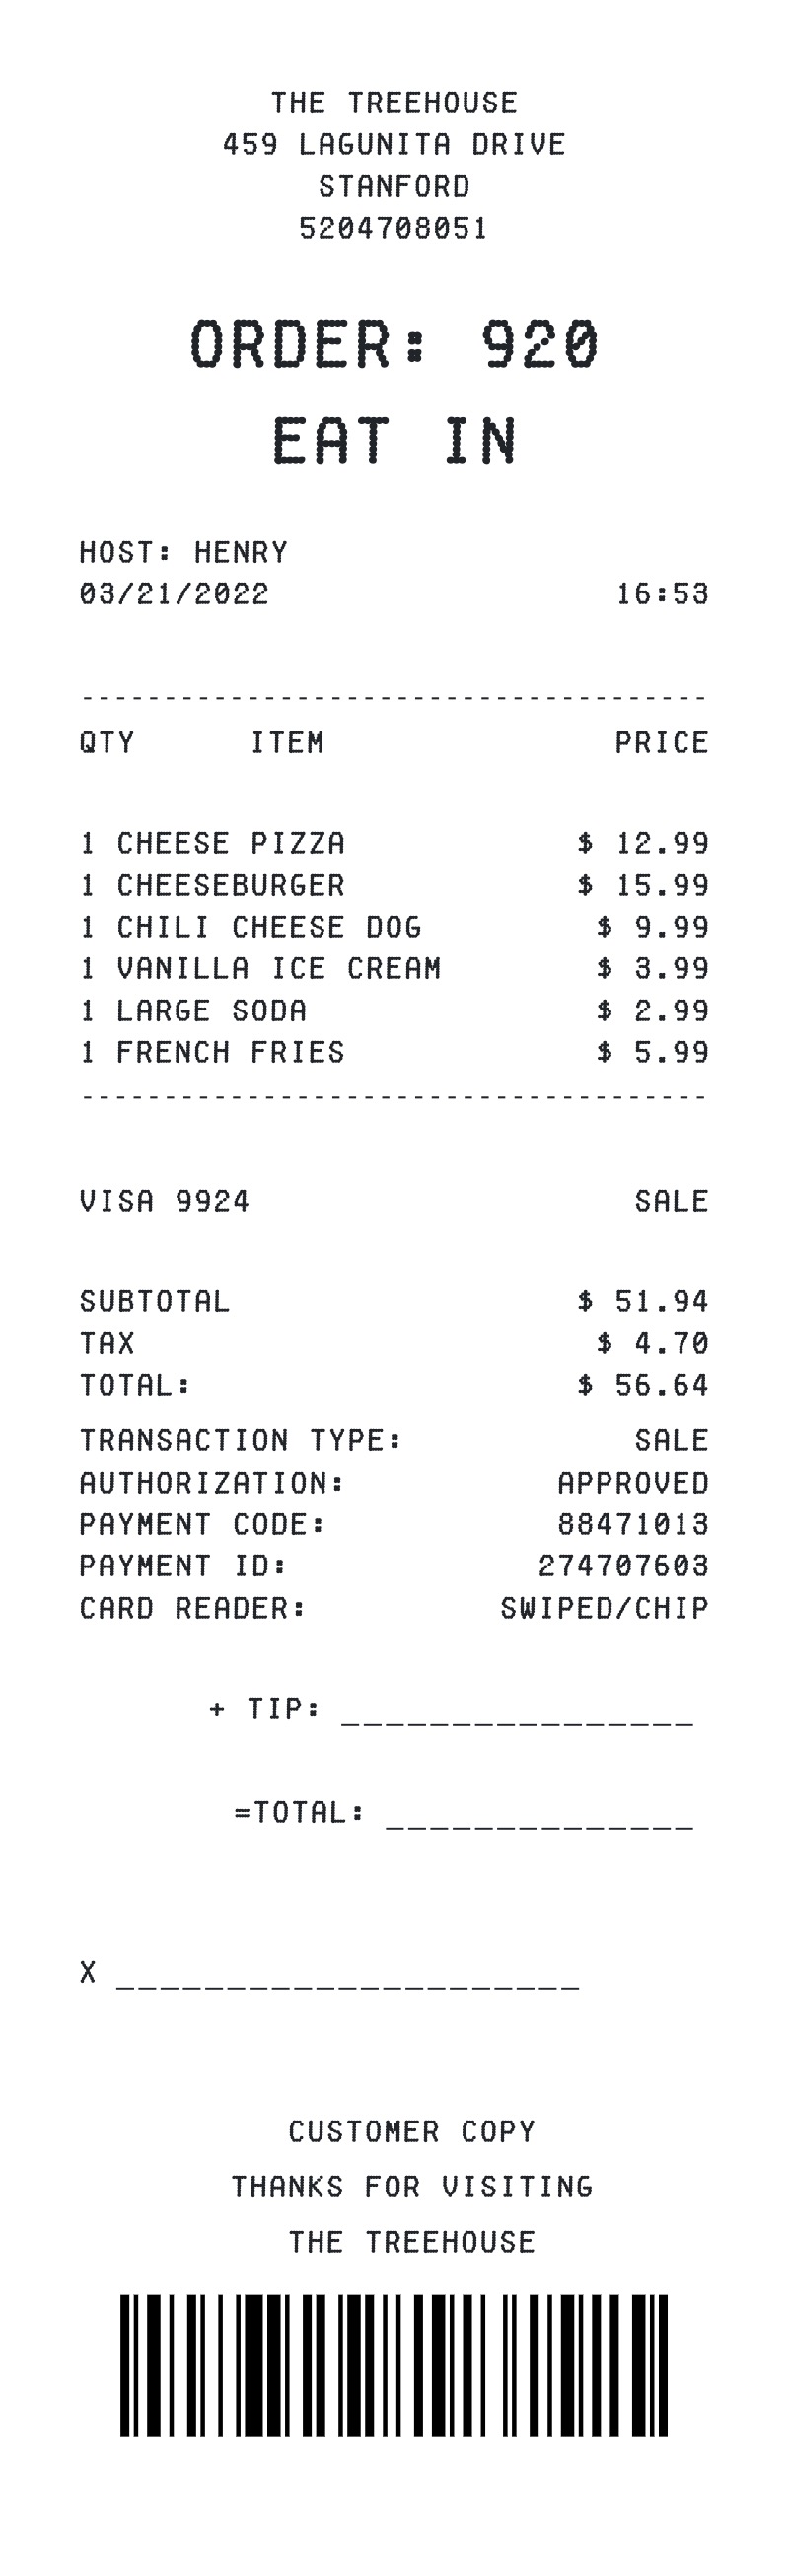 THE TREEHOUSE
459 LAGUNITA DRIVE
STANFORD
5204708051
ORDER: 920
EAT IN
HOST: HENRY
03/21/2022 16:53
------------------------------------
QTY ITEM PRICE
1 CHEESE PIZZA $ 12.99
1 CHEESEBURGER $ 15.99
1 CHILI CHEESE DOG $ 9.99
1 VANILLA ICE CREAM $ 3.99
1 LARGE SODA $ 2.99
1 FRENCH FRIES $ 5.99
------------------------------------
VISA 9924 SALE
SUBTOTAL $ 51.94
TAX $ 4.70
TOTAL: $ 56.64
TRANSACTION TYPE: SALE
AUTHORIZATION: APPROVED
PAYMENT CODE: 88471013
PAYMENT ID: 274707603
CARD READER: SWIPED/CHIP
+ TIP: ________________
=TOTAL: ______________
X _____________________
CUSTOMER COPY
THANKS FOR VISITING
THE TREEHOUSE